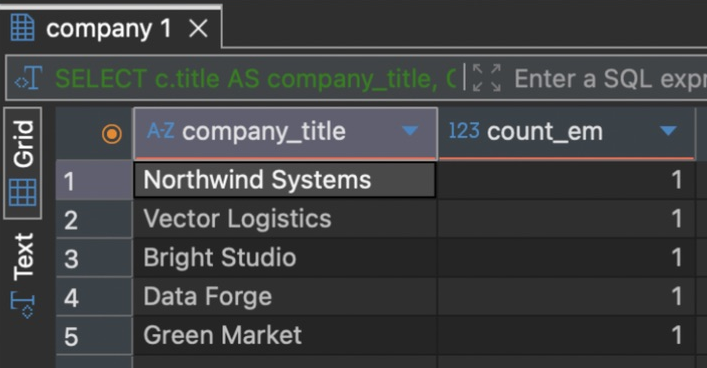 company 1
SELECT c.title AS company_title, C
Enter a SQL expr
Grid
Text
A-Z company_title 123 count_em
1 Northwind Systems 1
2 Vector Logistics 1
3 Bright Studio 1
4 Data Forge 1
5 Green Market 1